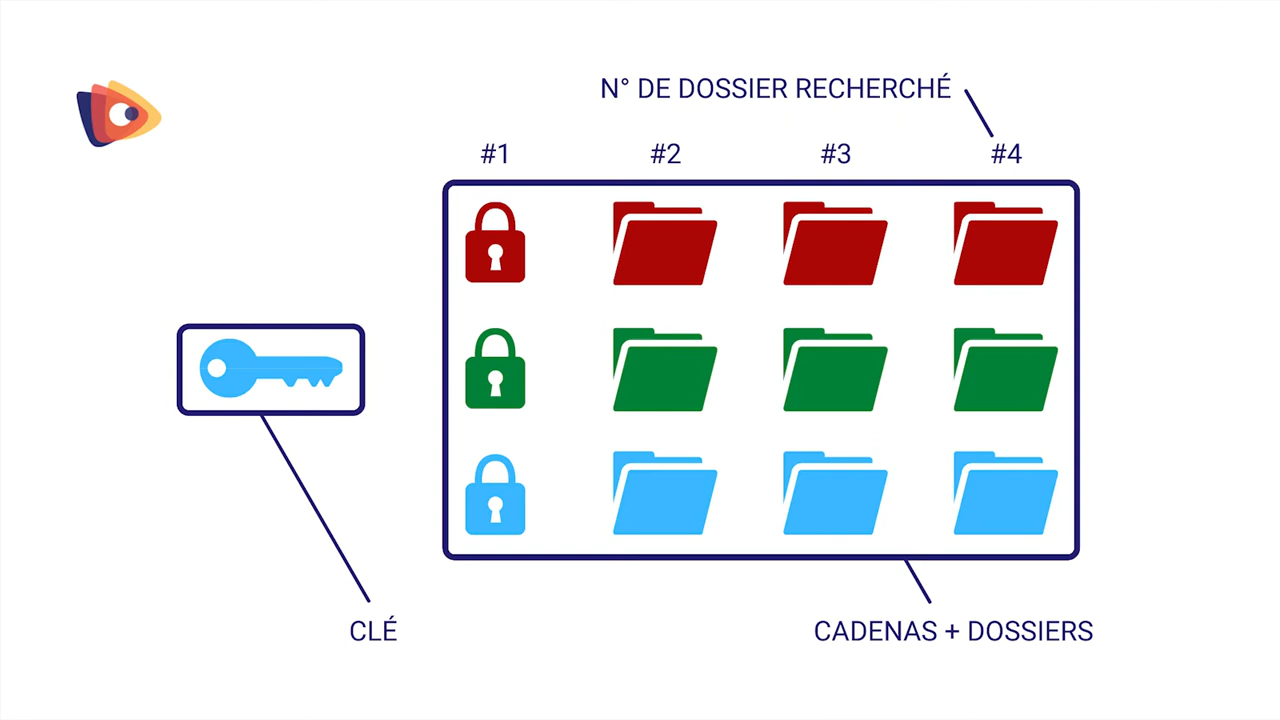 N° DE DOSSIER RECHERCHÉ
#1 #2 #3 #4
CLÉ
CADENAS + DOSSIERS